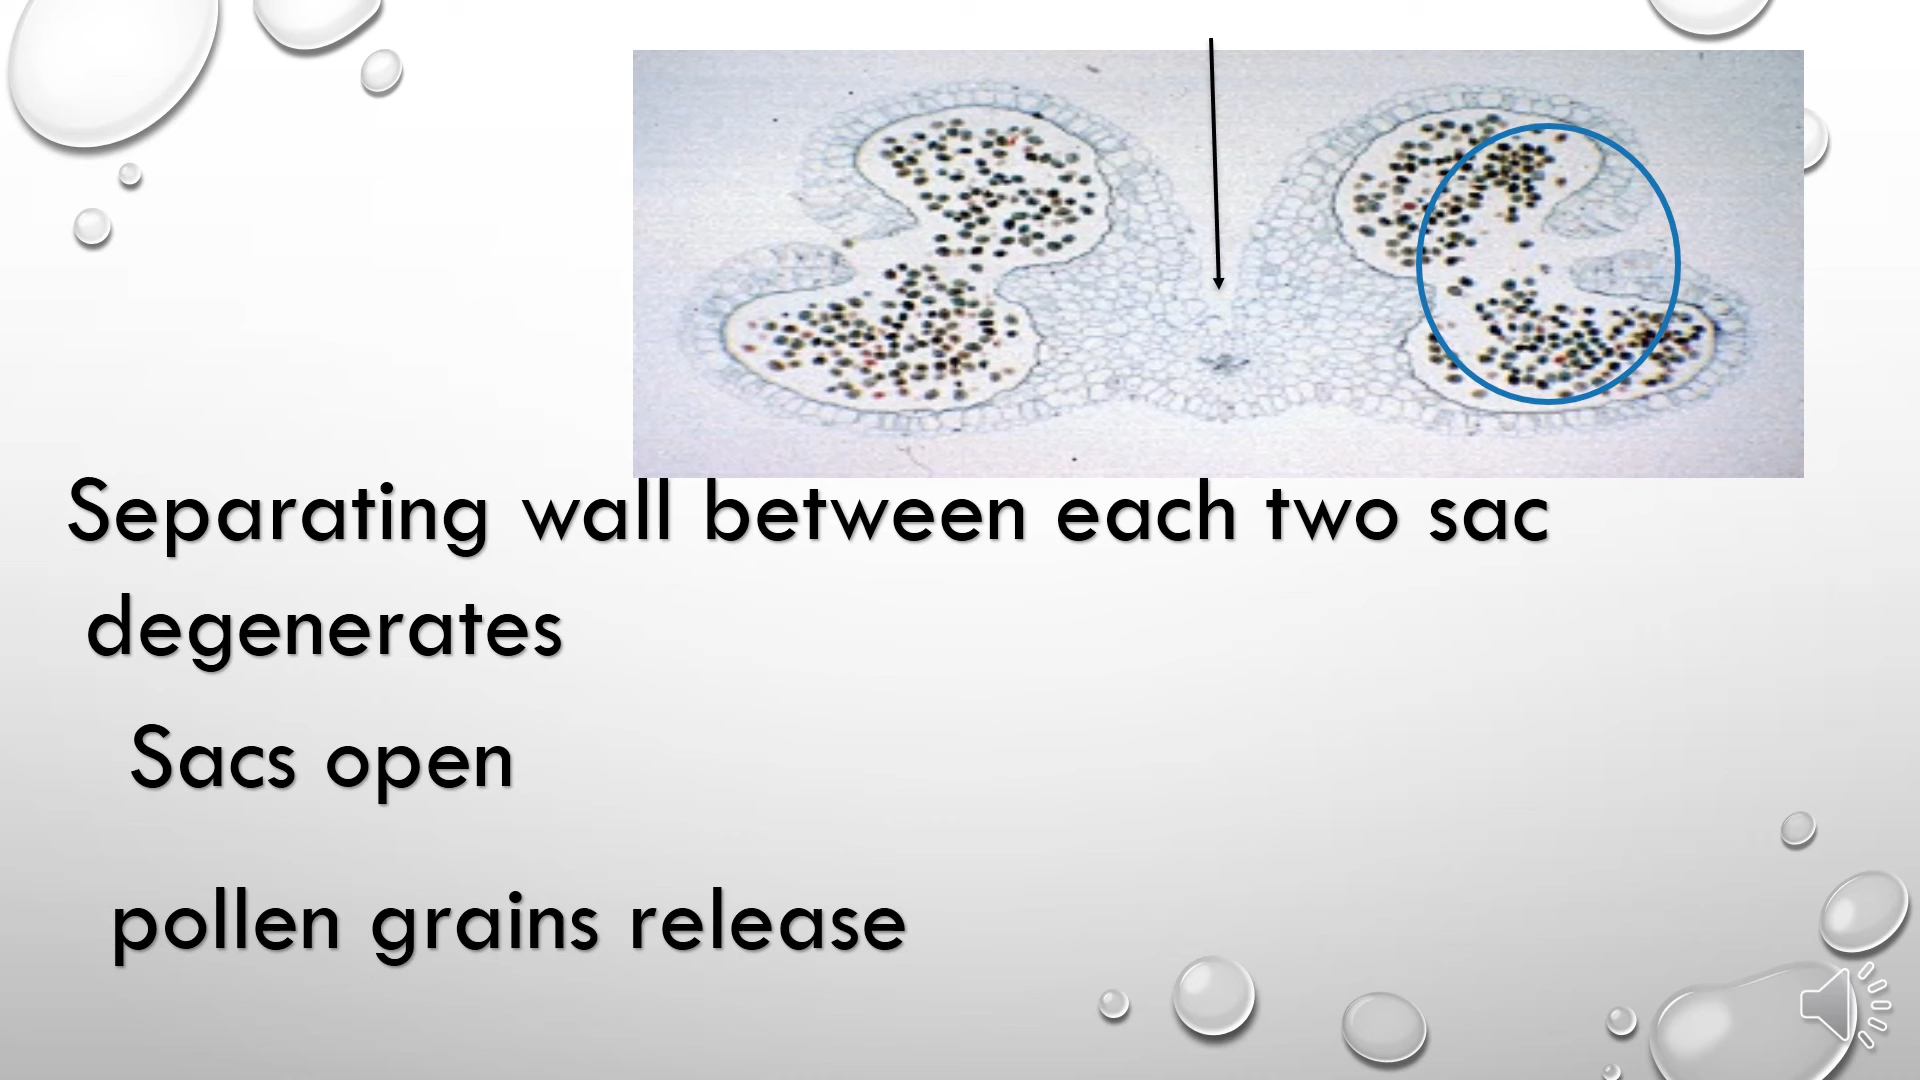 Separating wall between each two sac
degenerates
Sacs open
pollen grains release